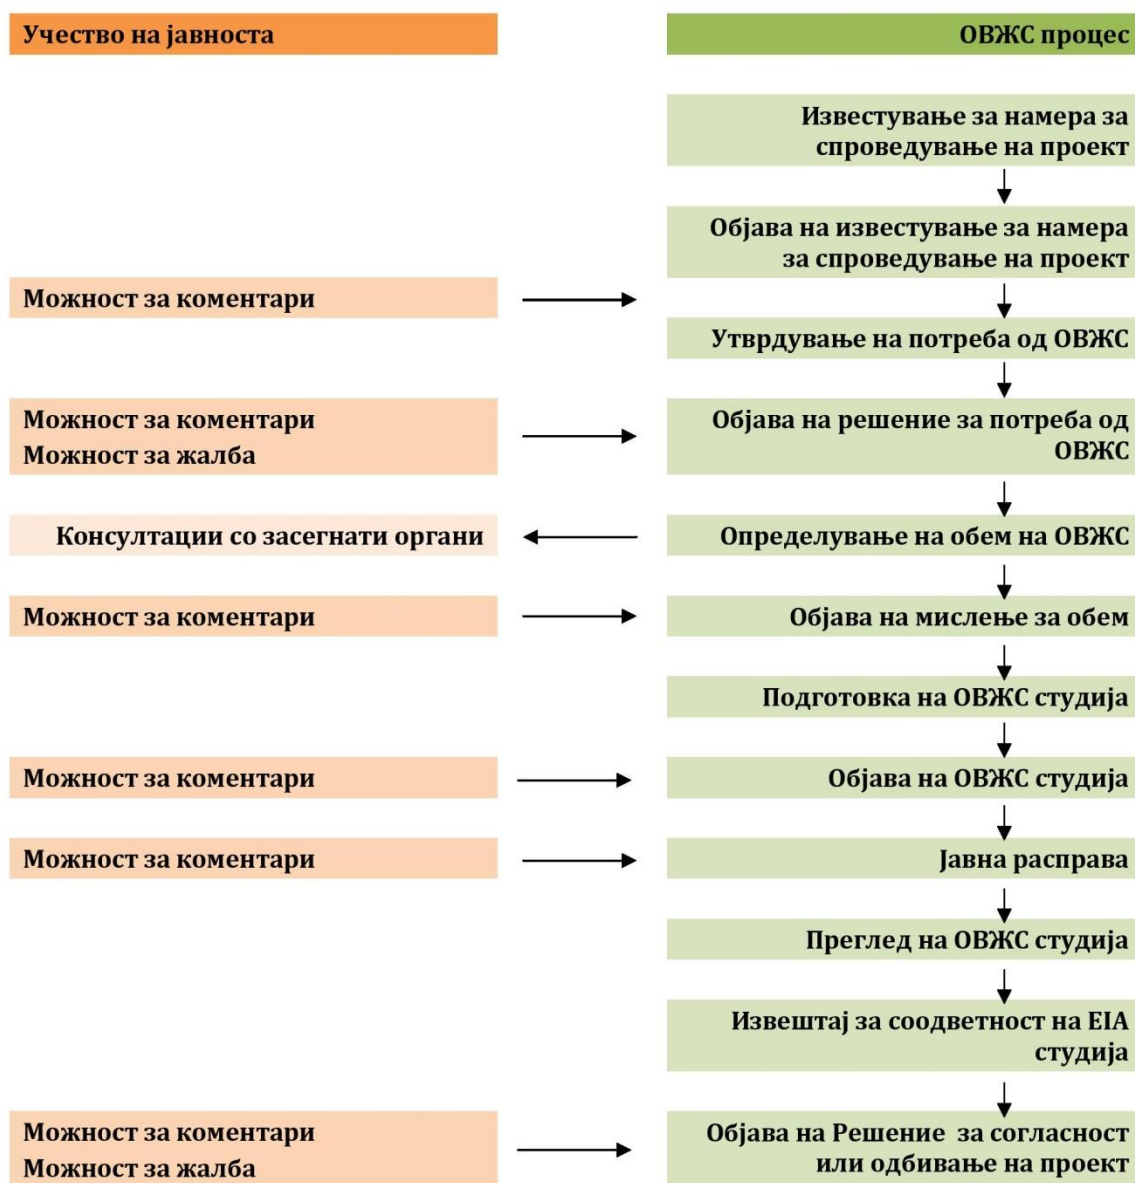 Учество на јавноста
ОВЖС процес
Известување за намера за
спроведување на проект
Објава на известување за намера
за спроведување на проект
Можност за коментари
Утврдување на потреба од ОВЖС
Можност за коментари
Можност за жалба
Објава на решение за потреба од
ОВЖС
Консултации со засегнати органи
Определување на обем на ОВЖС
Можност за коментари
Објава на мислење за обем
Подготовка на ОВЖС студија
Можност за коментари
Објава на ОВЖС студија
Можност за коментари
Јавна расправа
Преглед на ОВЖС студија
Извештај за соодветност на EIA
студија
Можност за коментари
Можност за жалба
Објава на Решение за согласност
или одбивање на проект